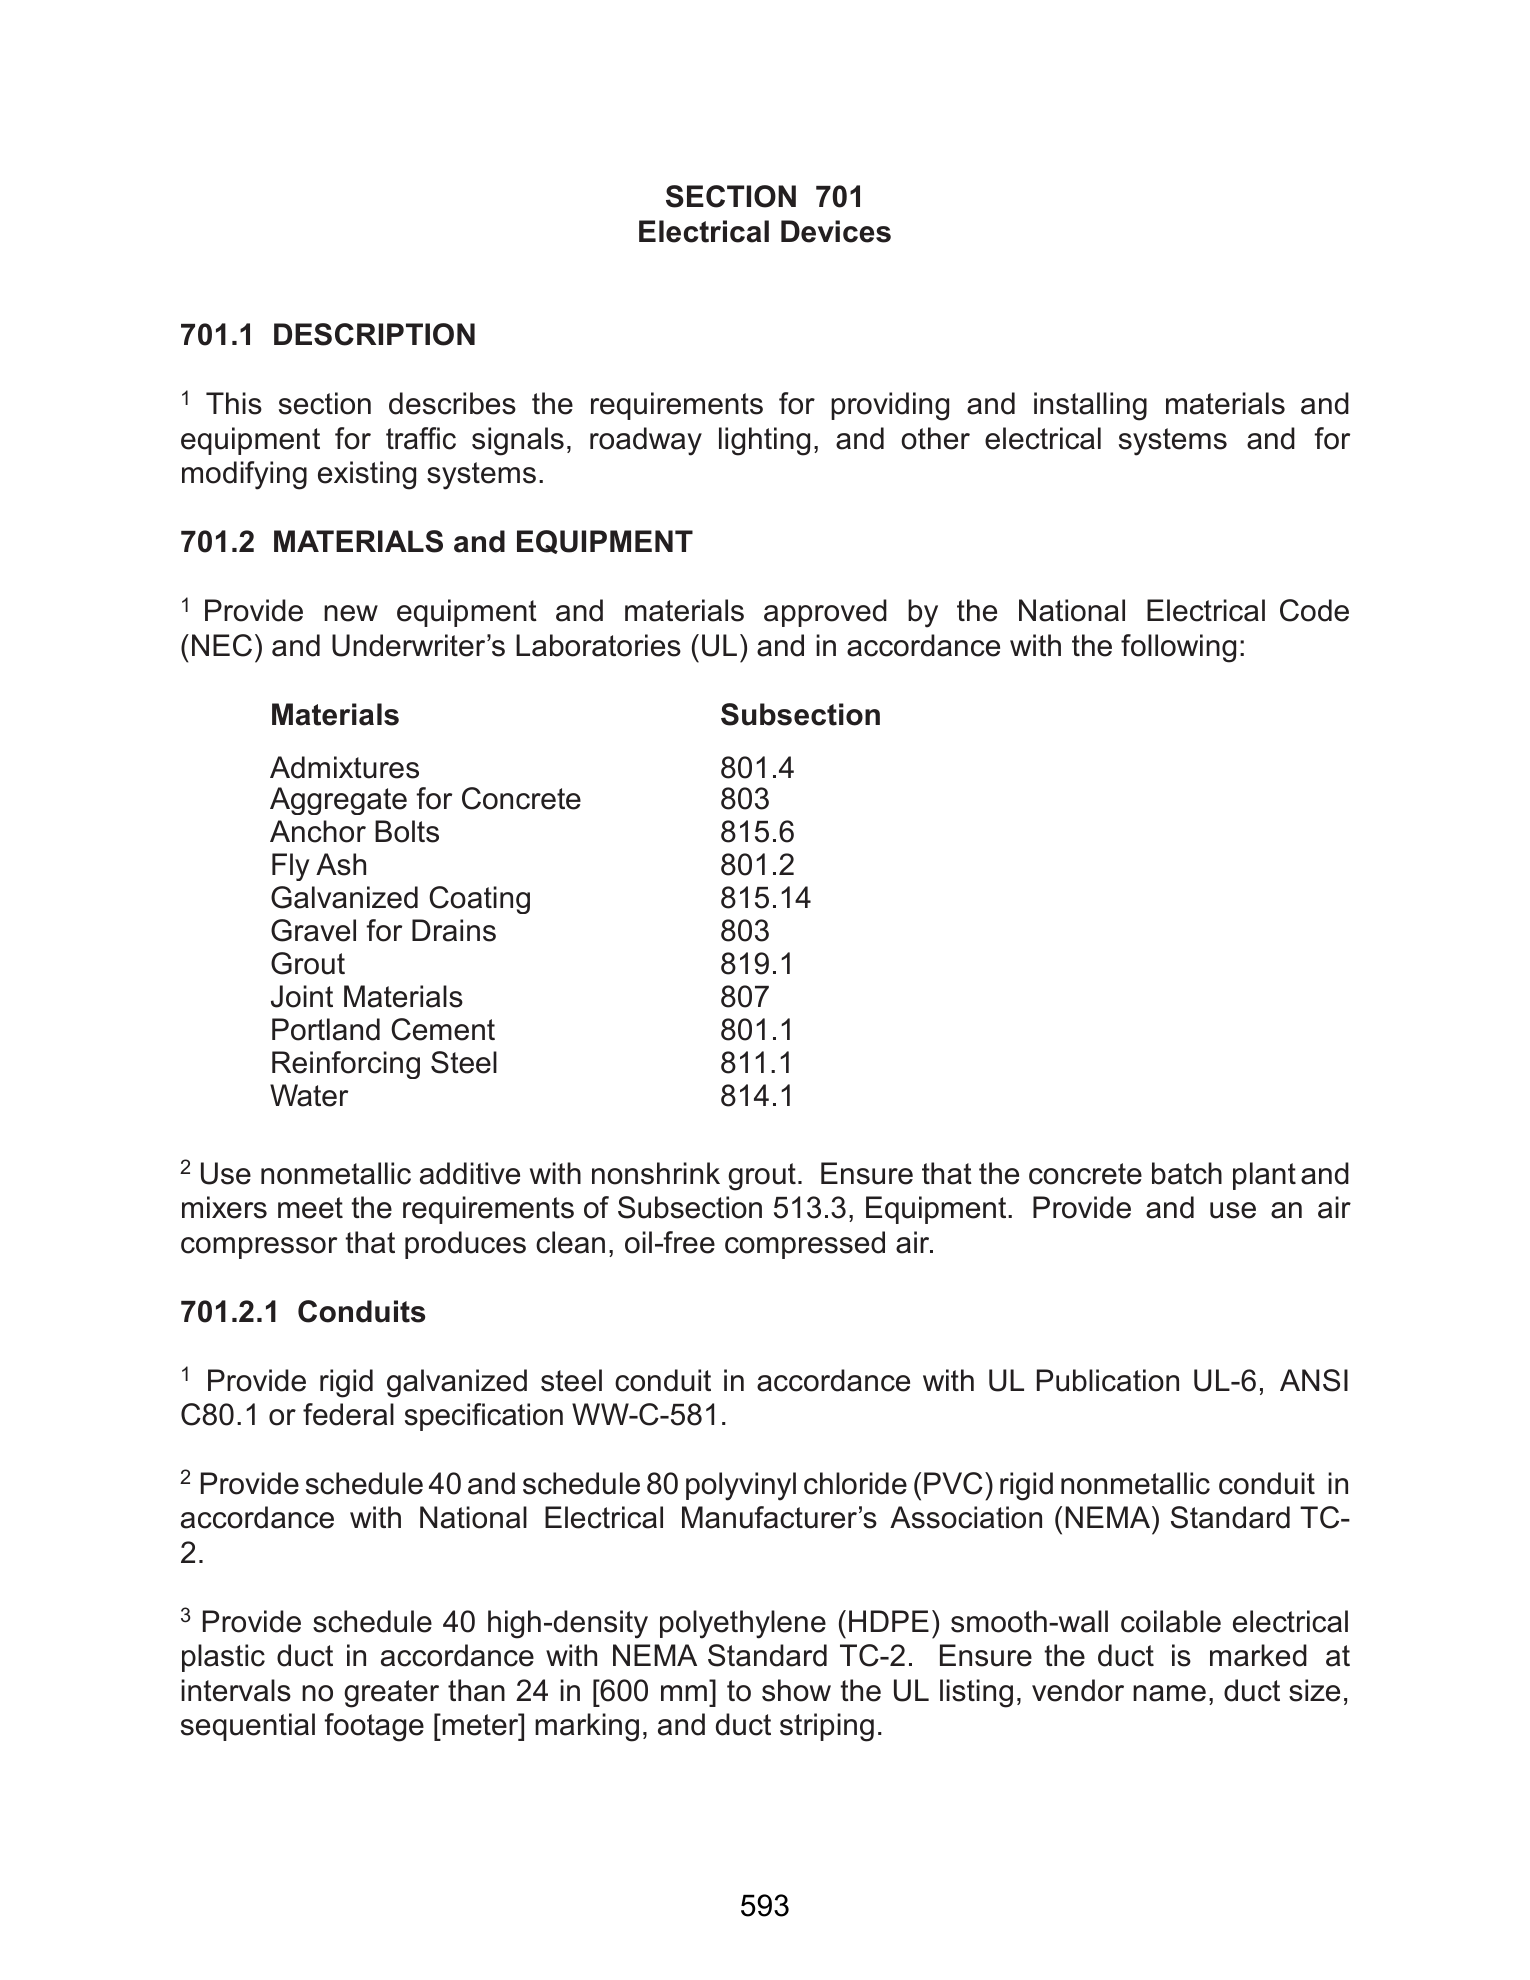 SECTION 701
Electrical Devices
701.1 DESCRIPTION
1 This section describes the requirements for providing and installing materials and
equipment for traffic signals, roadway lighting, and other electrical systems and for
modifying existing systems.
701.2 MATERIALS and EQUIPMENT
1 Provide new equipment and materials approved by the National Electrical Code
(NEC) and Underwriter’s Laboratories (UL) and in accordance with the following:
Materials Subsection
Admixtures 801.4
Aggregate for Concrete 803
Anchor Bolts 815.6
Fly Ash 801.2
Galvanized Coating 815.14
Gravel for Drains 803
Grout 819.1
Joint Materials 807
Portland Cement 801.1
Reinforcing Steel 811.1
Water 814.1
2 Use nonmetallic additive with nonshrink grout. Ensure that the concrete batch plant and
mixers meet the requirements of Subsection 513.3, Equipment. Provide and use an air
compressor that produces clean, oil-free compressed air.
701.2.1 Conduits
1 Provide rigid galvanized steel conduit in accordance with UL Publication UL-6, ANSI
C80.1 or federal specification WW-C-581.
2 Provide schedule 40 and schedule 80 polyvinyl chloride (PVC) rigid nonmetallic conduit in
accordance with National Electrical Manufacturer’s Association (NEMA) Standard TC-
2.
3 Provide schedule 40 high-density polyethylene (HDPE) smooth-wall coilable electrical
plastic duct in accordance with NEMA Standard TC-2. Ensure the duct is marked at
intervals no greater than 24 in [600 mm] to show the UL listing, vendor name, duct size,
sequential footage [meter] marking, and duct striping.
593